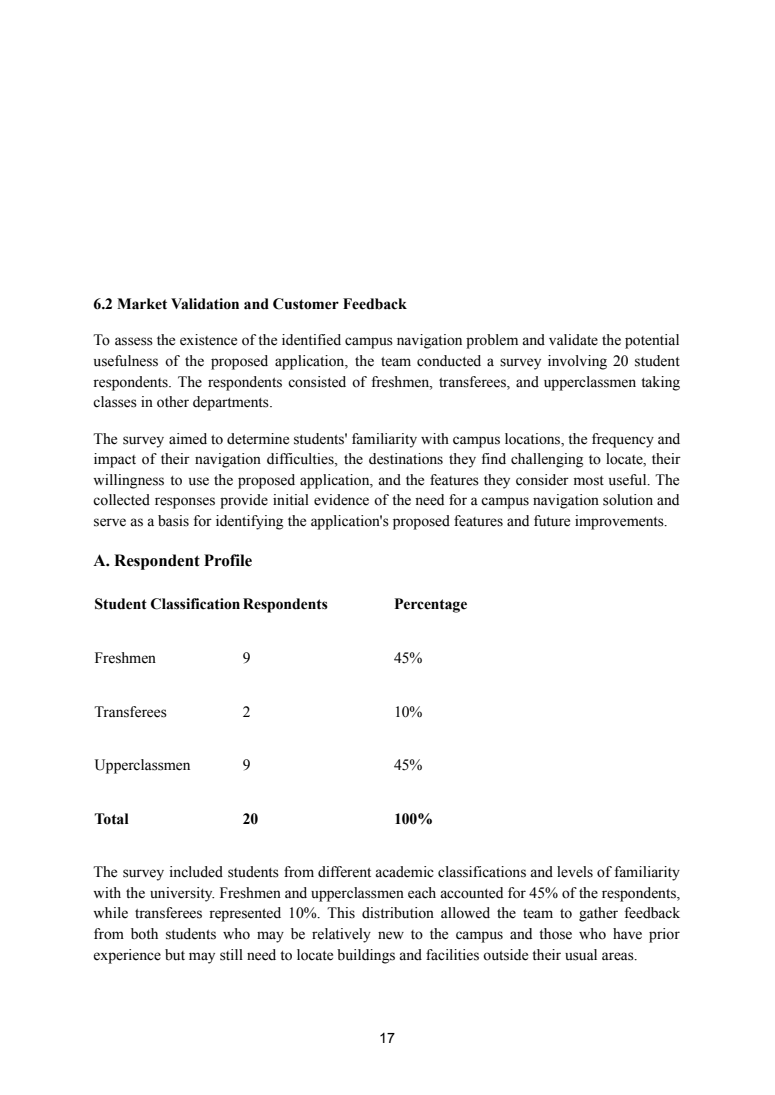 6.2 Market Validation and Customer Feedback
To assess the existence of the identified campus navigation problem and validate the potential
usefulness of the proposed application, the team conducted a survey involving 20 student
respondents. The respondents consisted of freshmen, transferees, and upperclassmen taking
classes in other departments.
The survey aimed to determine students' familiarity with campus locations, the frequency and
impact of their navigation difficulties, the destinations they find challenging to locate, their
willingness to use the proposed application, and the features they consider most useful. The
collected responses provide initial evidence of the need for a campus navigation solution and
serve as a basis for identifying the application's proposed features and future improvements.
A. Respondent Profile
Student Classification Respondents Percentage
Freshmen 9 45%
Transferees 2 10%
Upperclassmen 9 45%
Total 20 100%
The survey included students from different academic classifications and levels of familiarity
with the university. Freshmen and upperclassmen each accounted for 45% of the respondents,
while transferees represented 10%. This distribution allowed the team to gather feedback
from both students who may be relatively new to the campus and those who have prior
experience but may still need to locate buildings and facilities outside their usual areas.
17